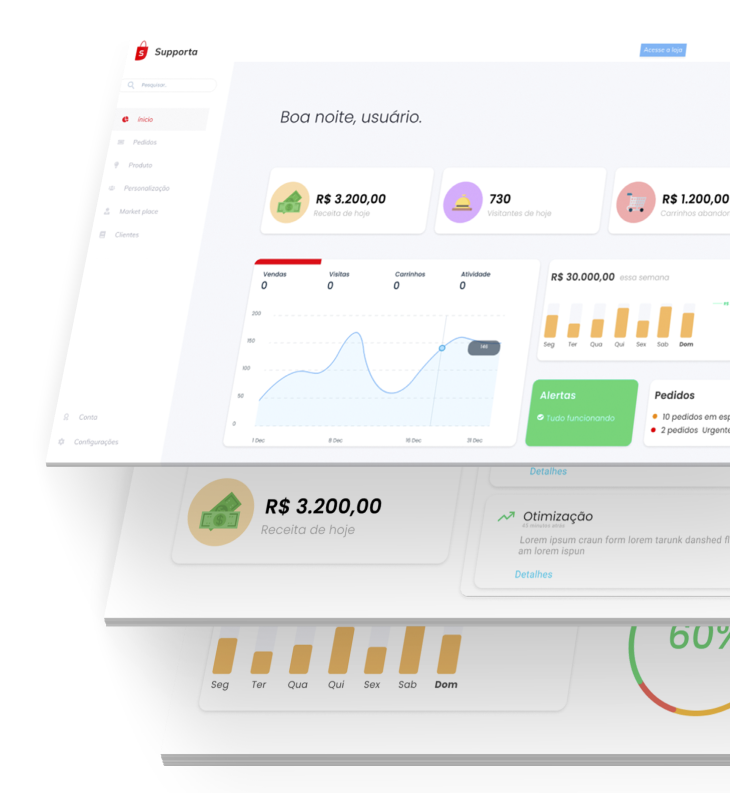 S
Supporta
Acesse a loja
Pesquisar.
inicio
Pedidos
Produto
Personalização
Market place
Clientes
Conta
Configurações
Boa noite, usuário.
R$ 3.200,00
Receita de hoje
730
Visitantes de hoje
R$ 1.200,00
Carrinhos abandon
Vendas Visitas Carrinhos Atividade
0 0 0 0
200
150
100
50
0
1 Dec 8 Dec 16 Dec 31 Dec
R$ 30.000,00 essa semana
Seg Ter Qua Qui Sex Sab Dom
Alertas
Tudo funcionando
Pedidos
10 pedidos em esp
2 pedidos Urgente
R$ 3.200,00
Receita de hoje
Detalhes
Otimização
Lorem ipsum craun form lorem tarunk danshed fl
am lorem ispun
Detalhes
Seg Ter Qua Qui Sex Sab Dom
60%